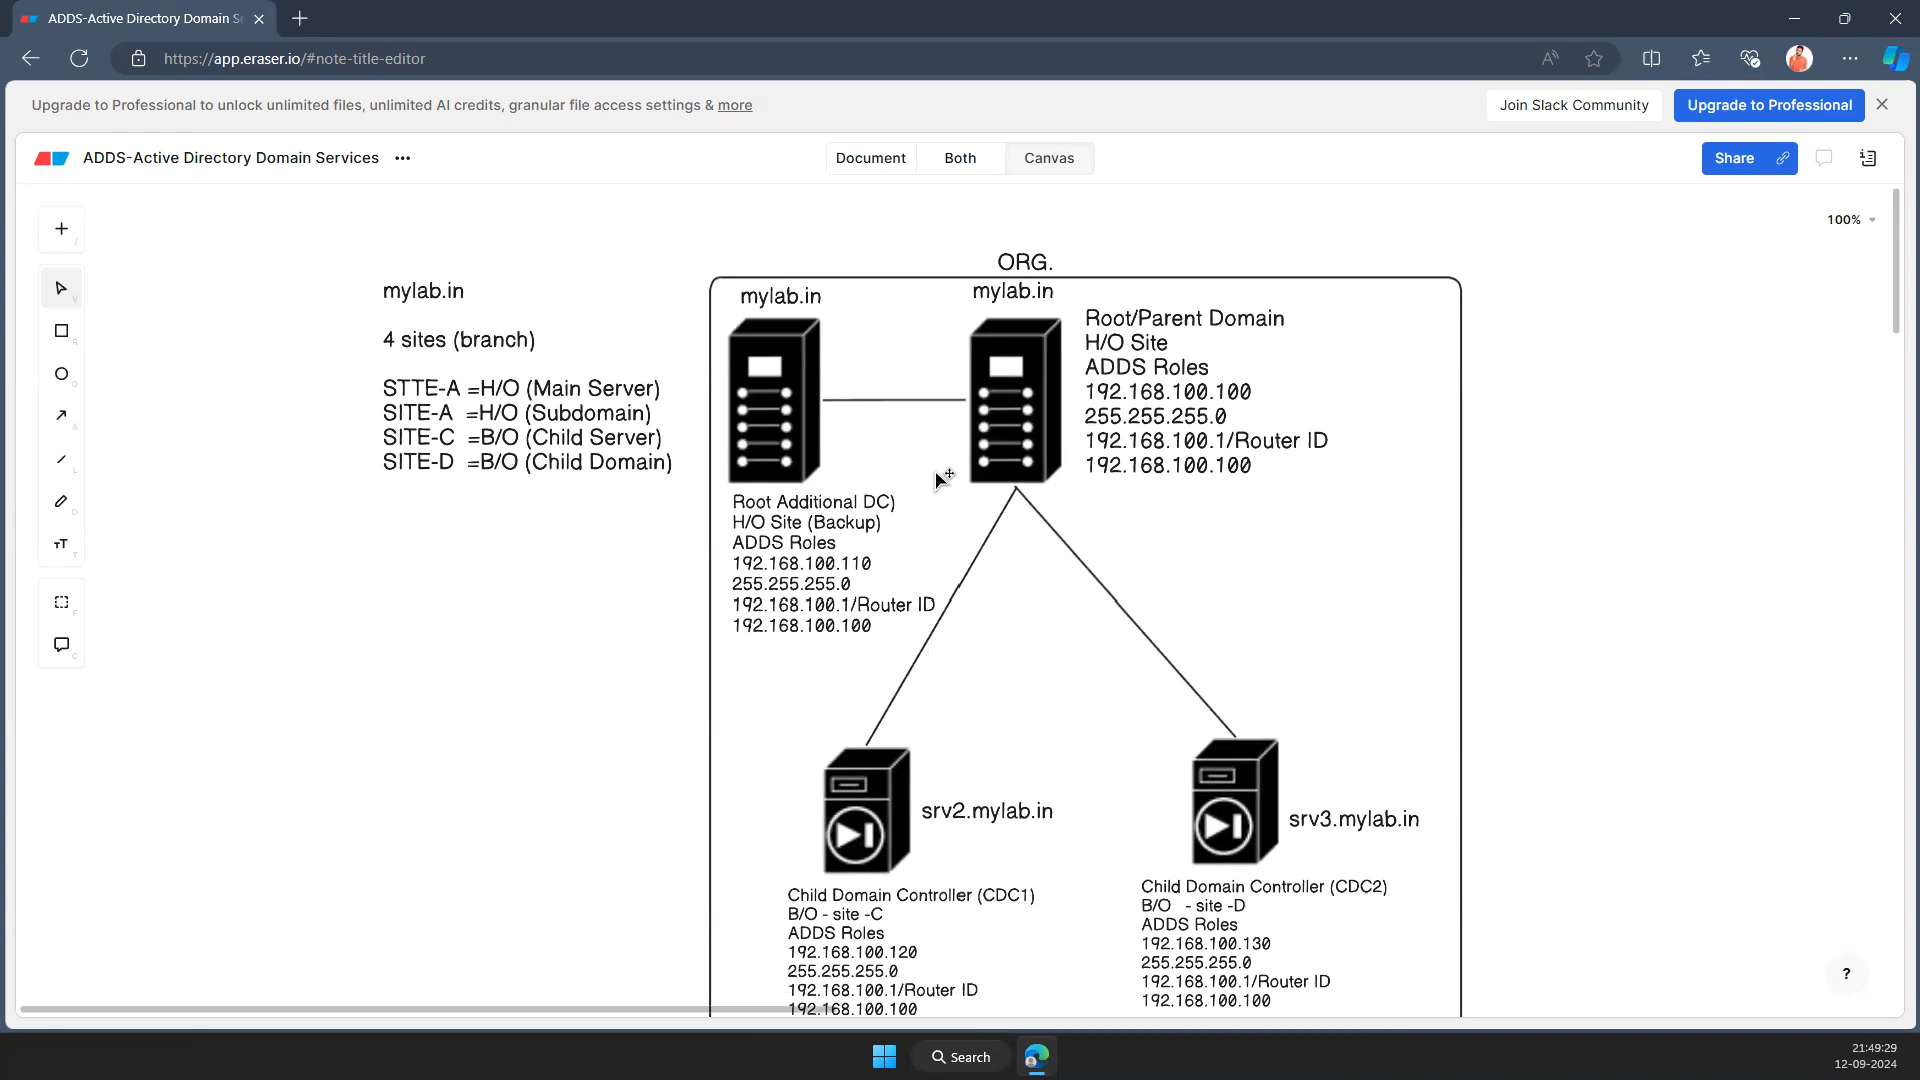 ADDS-Active Directory Domain S
https://app.eraser.io/#note-title-editor
Upgrade to Professional to unlock unlimited files, unlimited AI credits, granular file access settings & more
Join Slack Community
Upgrade to Professional
ADDS-Active Directory Domain Services
Document
Both
Canvas
Share
100%
/
V
R
O
A
L
D
T
F
C
mylab.in
4 sites (branch)
STTE-A =H/O (Main Server)
SITE-A =H/O (Subdomain)
SITE-C =B/O (Child Server)
SITE-D =B/O (Child Domain)
ORG.
mylab.in
mylab.in
Root/Parent Domain
H/O Site
ADDS Roles
192.168.100.100
255.255.255.0
192.168.100.1/Router ID
192.168.100.100
Root Additional DC)
H/O Site (Backup)
ADDS Roles
192.168.100.110
255.255.255.0
192.168.100.1/Router ID
192.168.100.100
srv2.mylab.in
srv3.mylab.in
Child Domain Controller (CDC1)
B/O - site -C
ADDS Roles
192.168.100.120
255.255.255.0
192.168.100.1/Router ID
192.168.100.100
Child Domain Controller (CDC2)
B/O - site -D
ADDS Roles
192.168.100.130
255.255.255.0
192.168.100.1/Router ID
192.168.100.100
?
Search
21:49:29
12-09-2024